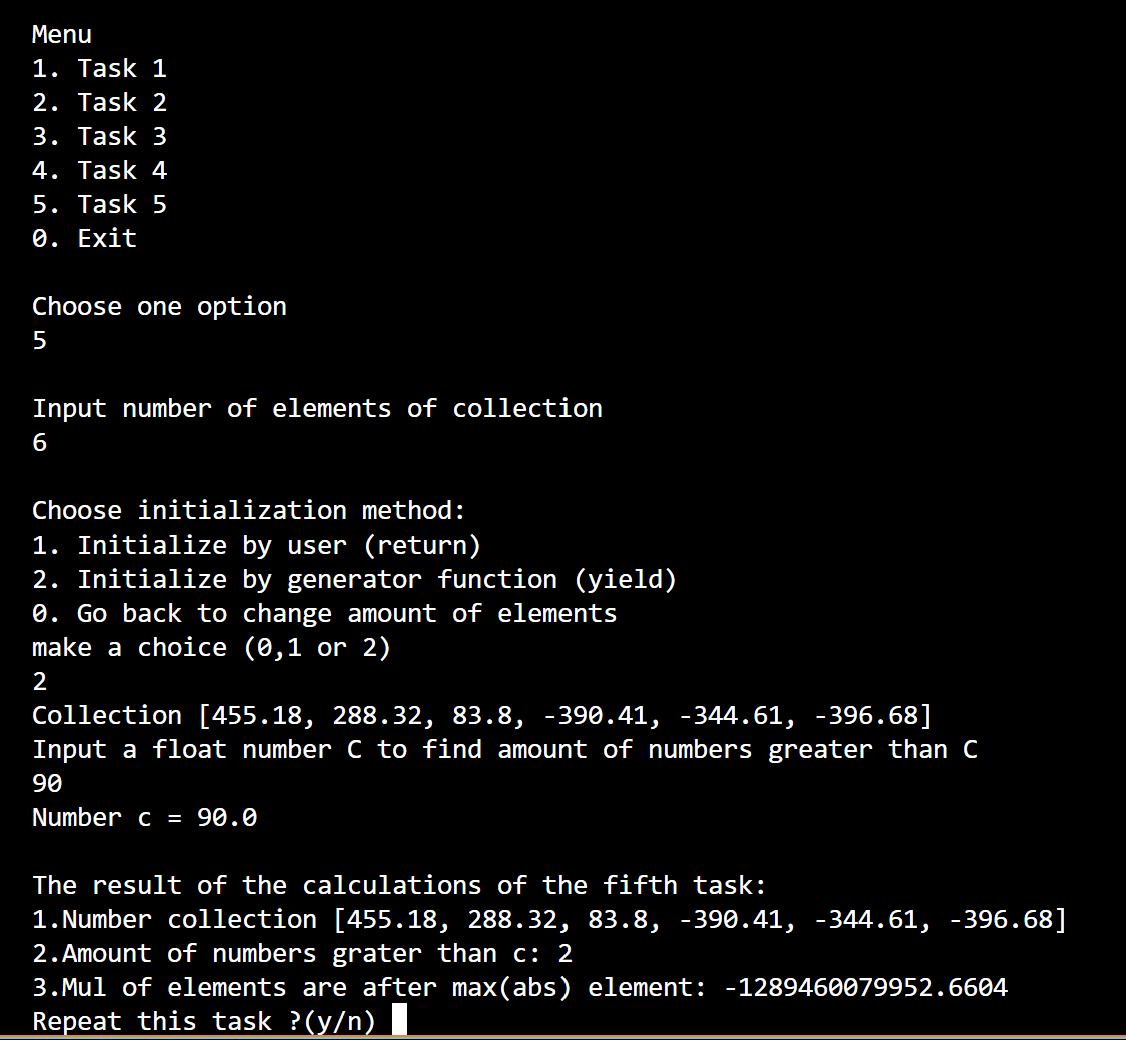 Menu
1. Task 1
2. Task 2
3. Task 3
4. Task 4
5. Task 5
0. Exit
Choose one option
5
Input number of elements of collection
6
Choose initialization method:
1. Initialize by user (return)
2. Initialize by generator function (yield)
0. Go back to change amount of elements
make a choice (0,1 or 2)
2
Collection [455.18, 288.32, 83.8, -390.41, -344.61, -396.68]
Input a float number C to find amount of numbers greater than C
90
Number c = 90.0
The result of the calculations of the fifth task:
1.Number collection [455.18, 288.32, 83.8, -390.41, -344.61, -396.68]
2.Amount of numbers grater than c: 2
3.Mul of elements are after max(abs) element: -1289460079952.6604
Repeat this task ?(y/n)